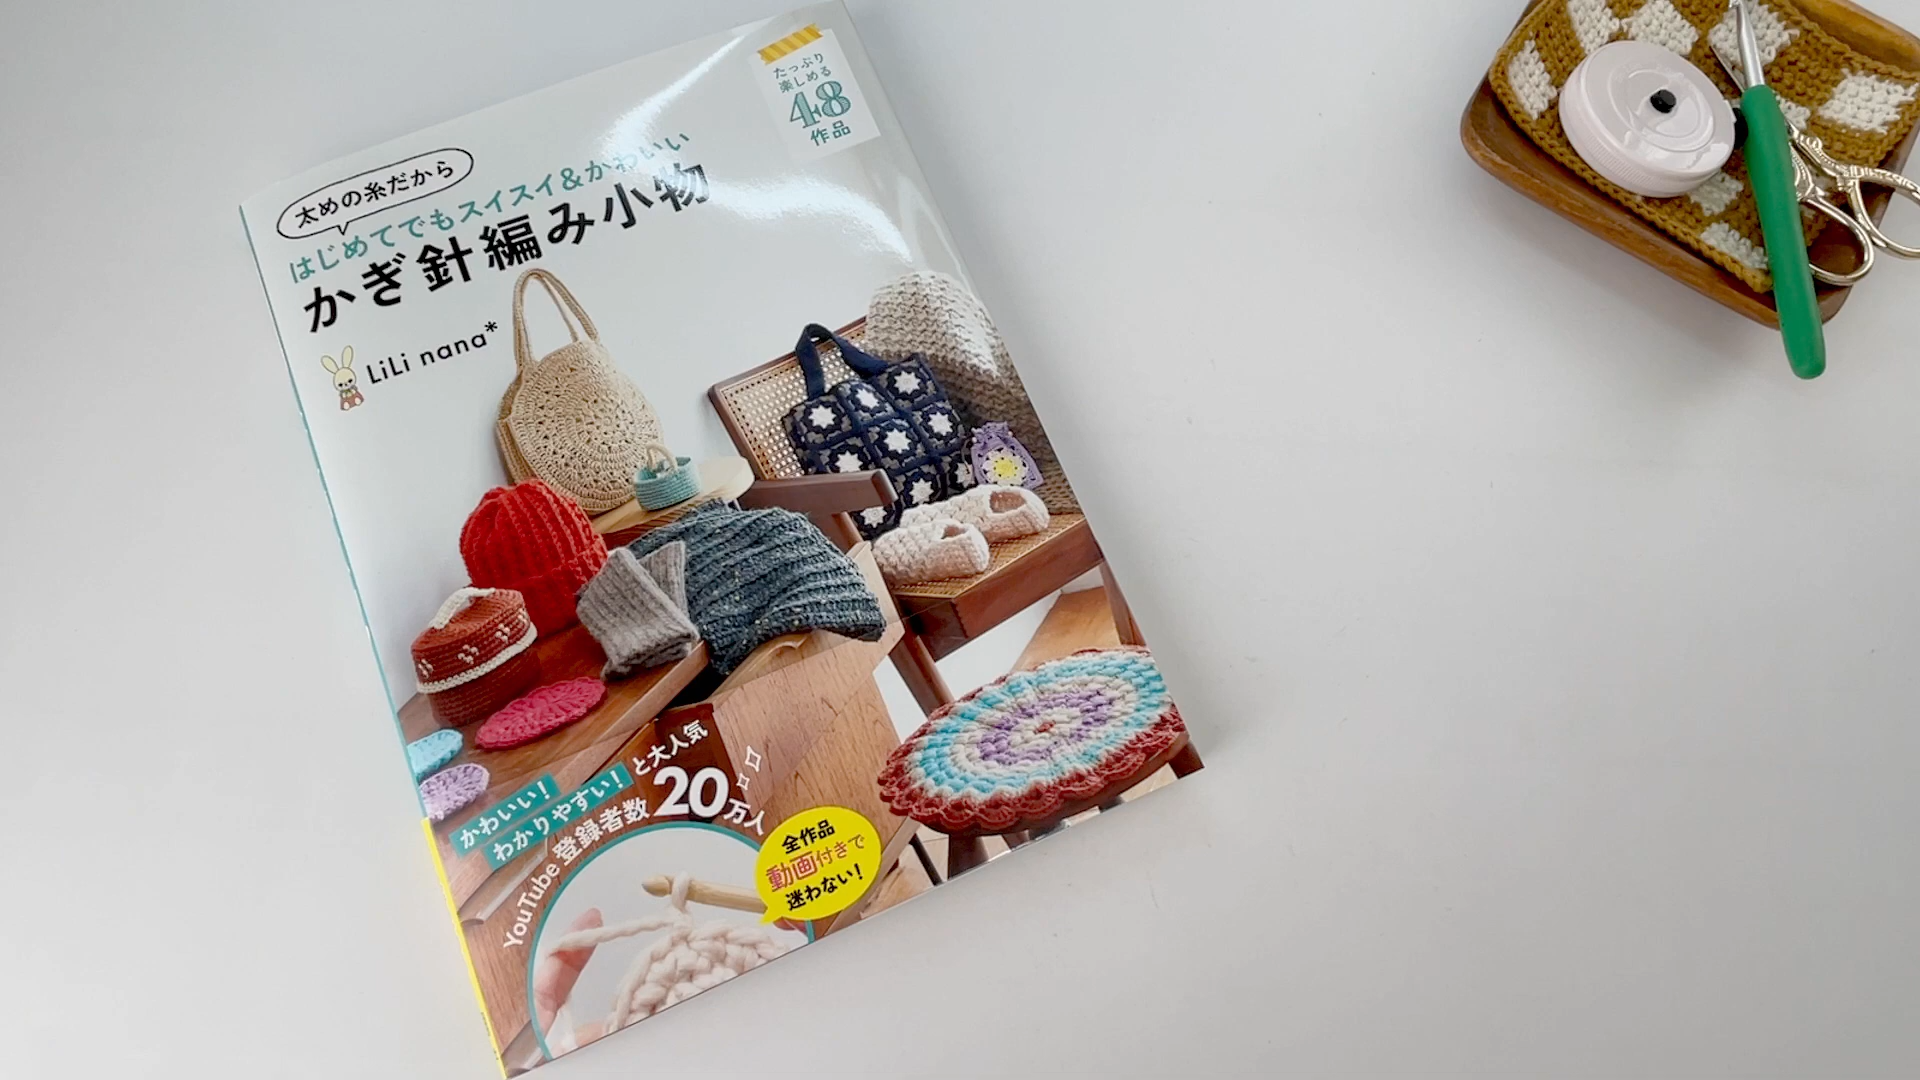 たっぷり
楽しめる
48
作品
太めの糸だから
はじめてでもスイスイ&かわいい
かぎ針編み小物
LiLi nana*
かわいい!
わかりやすい!と大人気
YouTube登録者数20万人
全作品
動画付きで
迷わない!